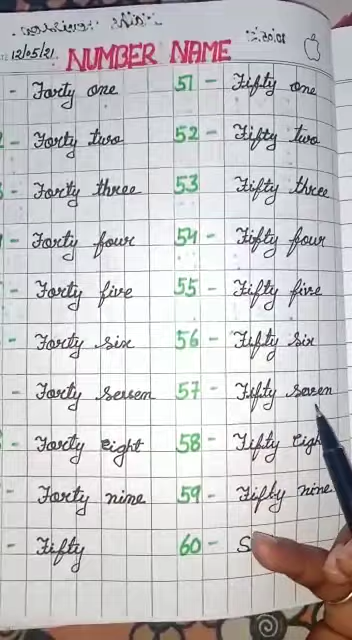 12/05/21
NUMBER NAME
- Forty one 51 - Fifty one
- Forty two 52 - Fifty two
- Forty three 53 Fifty three
- Forty four 54 - Fifty four
- Forty five 55 - Fifty five
- Forty six 56 - Fifty six
- Forty seven 57 - Fifty seven
- Forty eight 58 - Fifty eigh
- Forty nine 59 - Fifty nine
- Fifty 60 - S